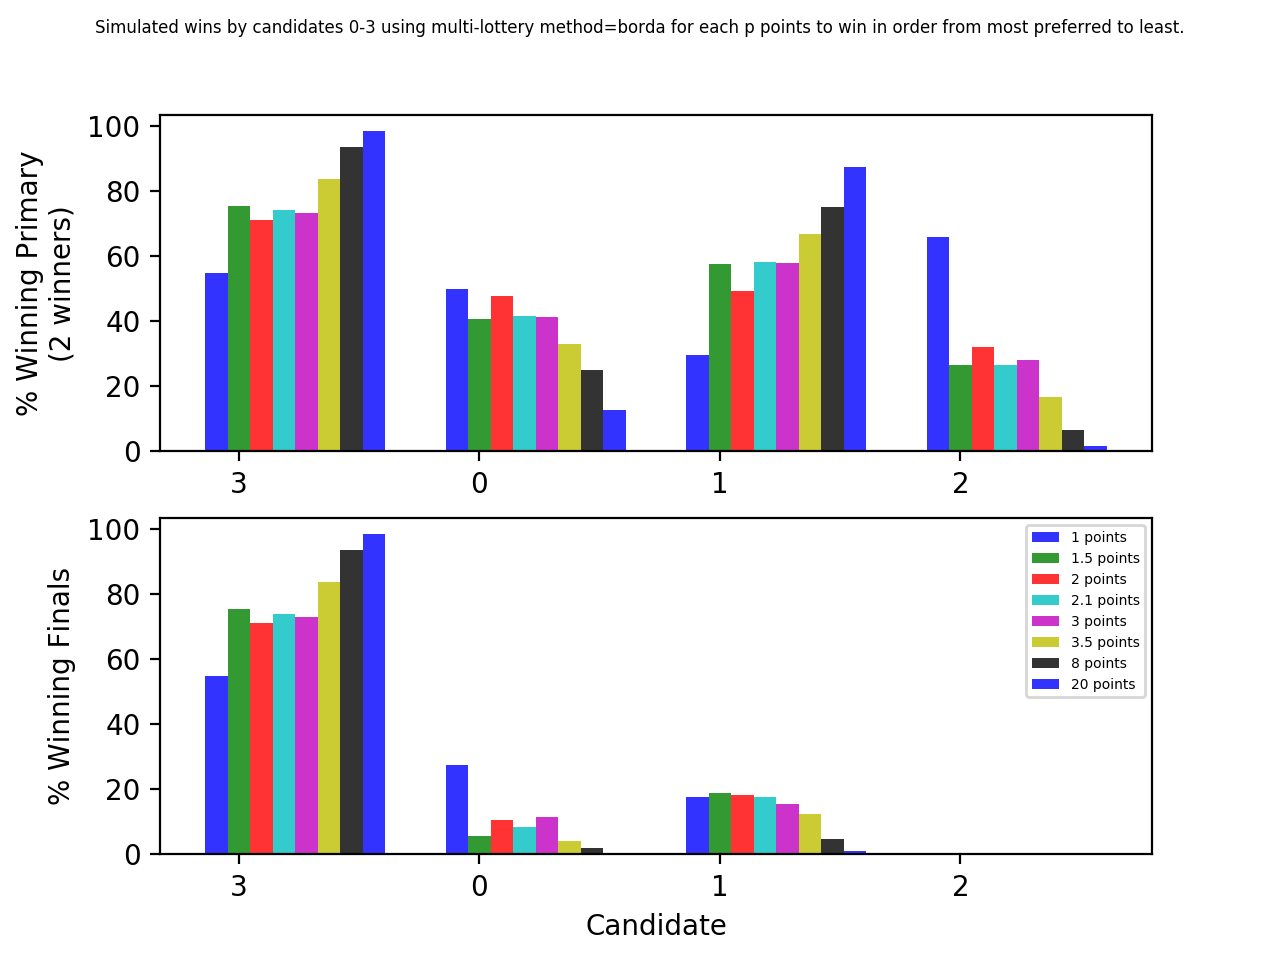 Simulated wins by candidates 0-3 using multi-lottery method=borda for each p points to win in order from most preferred to least.
% Winning Primary
(2 winners)
100
80
60
40
20
0
3 0 1 2
% Winning Finals
100
80
60
40
20
0
1 points
1.5 points
2 points
2.1 points
3 points
3.5 points
8 points
20 points
3 0 1 2
Candidate